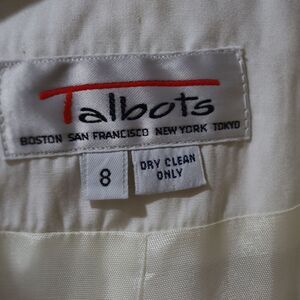 Talbots
BOSTON SAN FRANCISCO NEW YORK TOKYO
8
DRY CLEAN
ONLY